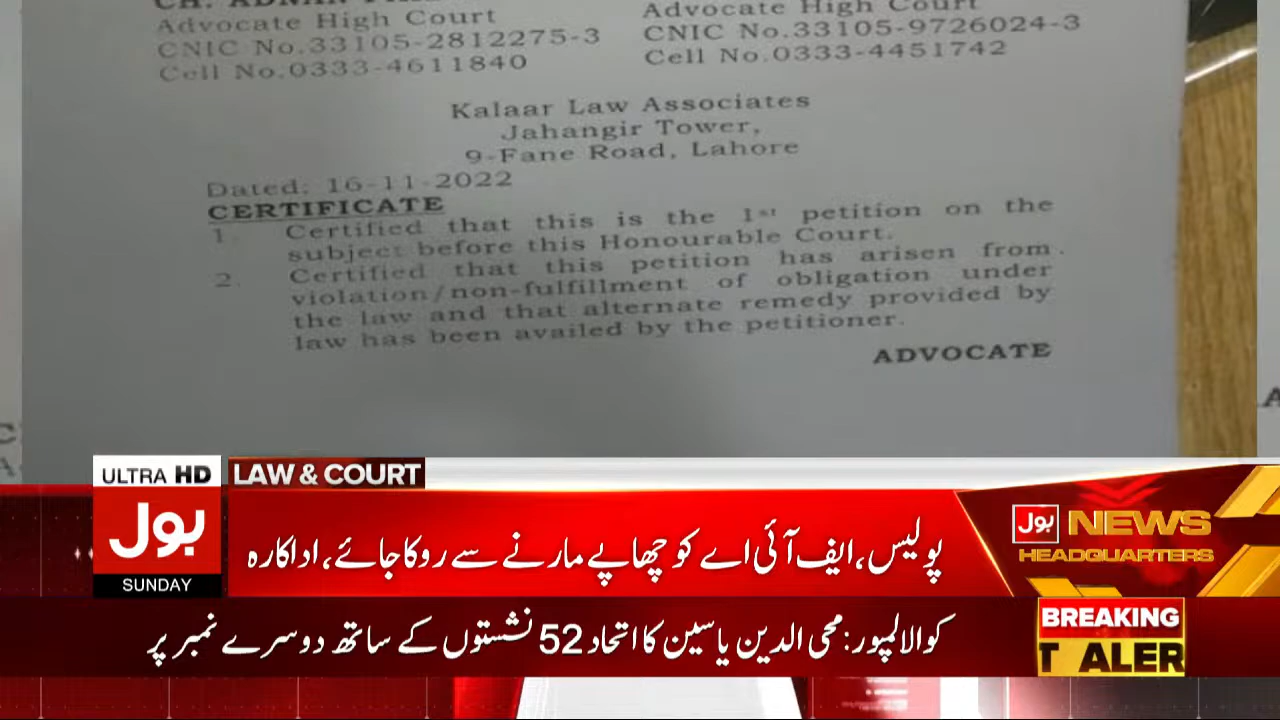 CH. ADNAN
Advocate High Court
CNIC No.33105-2812275-3
Cell No.0333-4611840
Advocate High Court
CNIC No.33105-9726024-3
Cell No.0333-4451742
Kalaar Law Associates
Jahangir Tower,
9-Fane Road, Lahore
Dated: 16-11-2022
CERTIFICATE
1. Certified that this is the 1st petition on the
subject before this Honourable Court.
2. Certified that this petition has arisen from
violation/non-fulfillment of obligation under
the law and that alternate remedy provided by
law has been availed by the petitioner.
ADVOCATE
ULTRA HD
LAW & COURT
بول
SUNDAY
پولیس، ایف آئی اے کو چھاپے مارنے سے روکا جائے، اداکارہ
بول NEWS
HEADQUARTERS
کوالالمپور: محی الدین یاسین کا اتحاد 52 نشستوں کے ساتھ دوسرے نمبر پر
BREAKING
T ALER